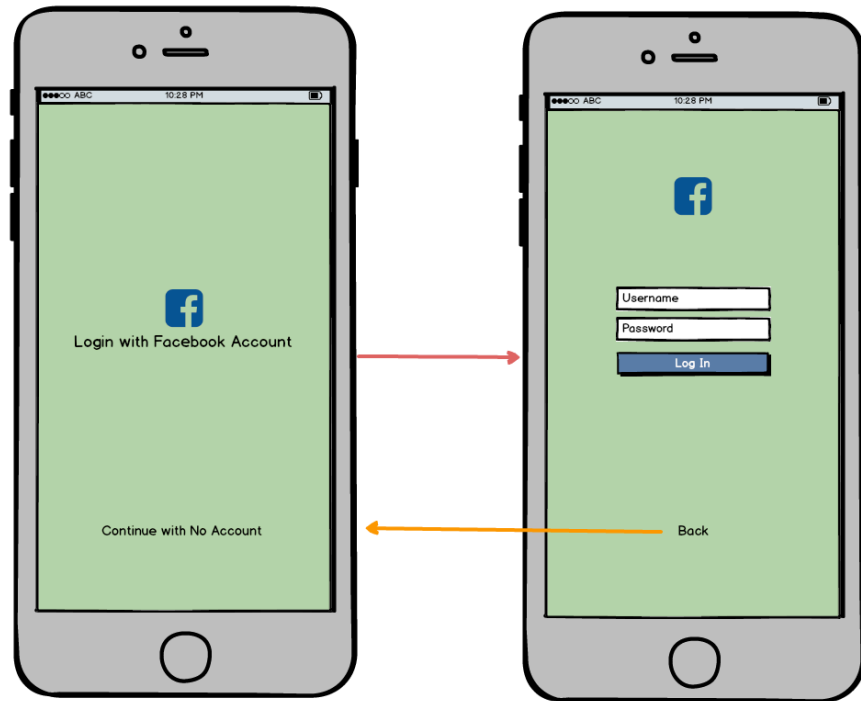 ABC 10:28 PM
Login with Facebook Account
Continue with No Account
ABC 10:28 PM
Username
Password
Log In
Back